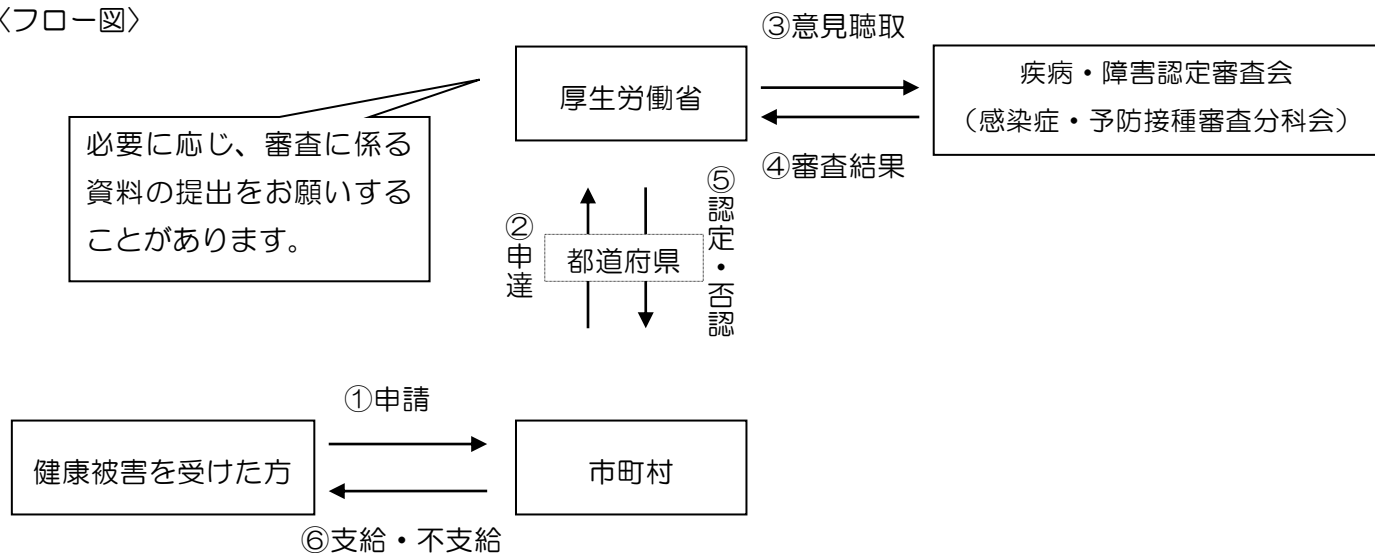 〈フロー図〉
③意見聴取
厚生労働省
疾病・障害認定審査会
（感染症・予防接種審査分科会）
必要に応じ、審査に係る
資料の提出をお願いする
ことがあります。
④審査結果
②申達
都道府県
⑤認定・否認
①申請
健康被害を受けた方
市町村
⑥支給・不支給